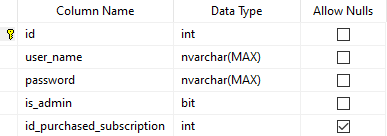 Column Name Data Type Allow Nulls
id int
user_name nvarchar(MAX)
password nvarchar(MAX)
is_admin bit
id_purchased_subscription int